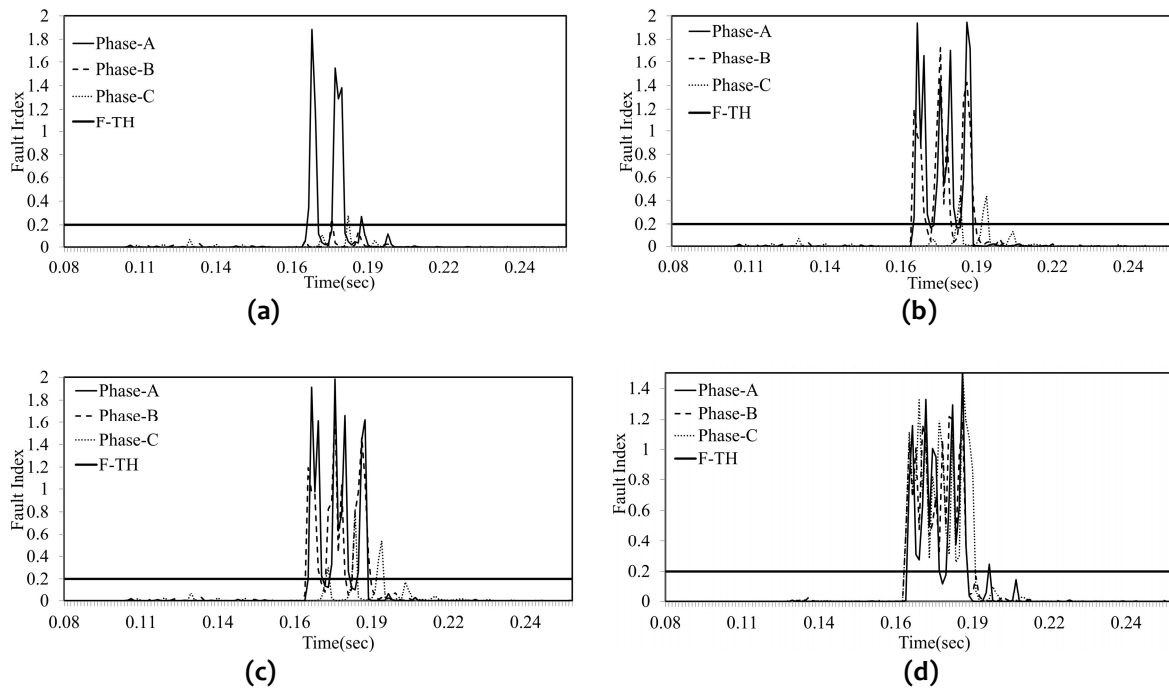 2
1.8
1.6
1.4
1.2
1
0.8
0.6
0.4
0.2
0
Fault Index
Phase-A
Phase-B
Phase-C
F-TH
0.08
0.11
0.14
0.16
0.19
0.22
0.24
Time(sec)
(a)
2
1.8
1.6
1.4
1.2
1
0.8
0.6
0.4
0.2
0
Fault Index
Phase-A
Phase-B
Phase-C
F-TH
0.08
0.11
0.14
0.16
0.19
0.22
0.24
Time(sec)
(b)
2
1.8
1.6
1.4
1.2
1
0.8
0.6
0.4
0.2
0
Fault Index
Phase-A
Phase-B
Phase-C
F-TH
0.08
0.11
0.14
0.16
0.19
0.22
0.24
Time(sec)
(c)
1.4
1.2
1
0.8
0.6
0.4
0.2
0
Fault Index
Phase-A
Phase-B
Phase-C
F-TH
0.08
0.11
0.14
0.16
0.19
0.22
0.24
Time(sec)
(d)